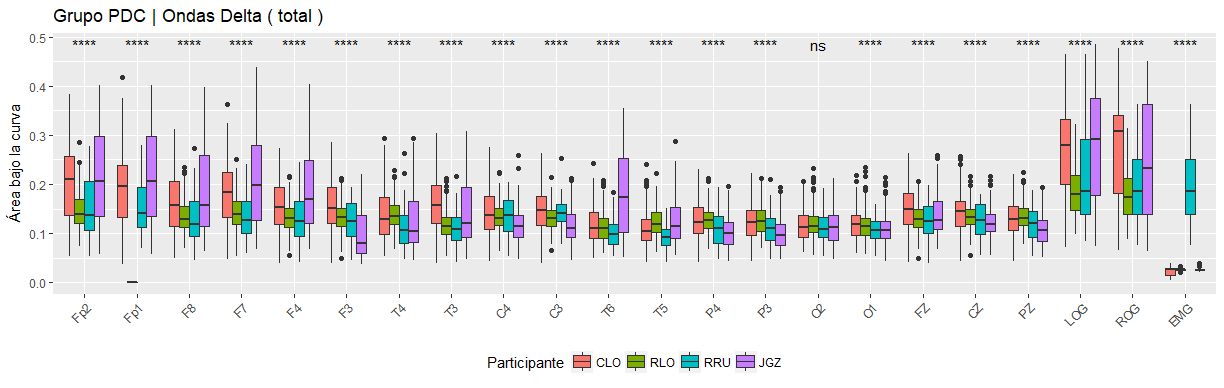 Grupo PDC | Ondas Delta ( total )
Área bajo la curva
0.5
0.4
0.3
0.2
0.1
0.0
**** **** **** **** **** **** **** **** **** **** **** **** **** **** ns **** **** **** **** **** **** ****
Fp2 Fp1 F8 F7 F4 F3 T4 T3 C4 C3 T6 T5 P4 P3 O2 O1 FZ CZ PZ LOG ROG EMG
Participante CLO RLO RRU JGZ